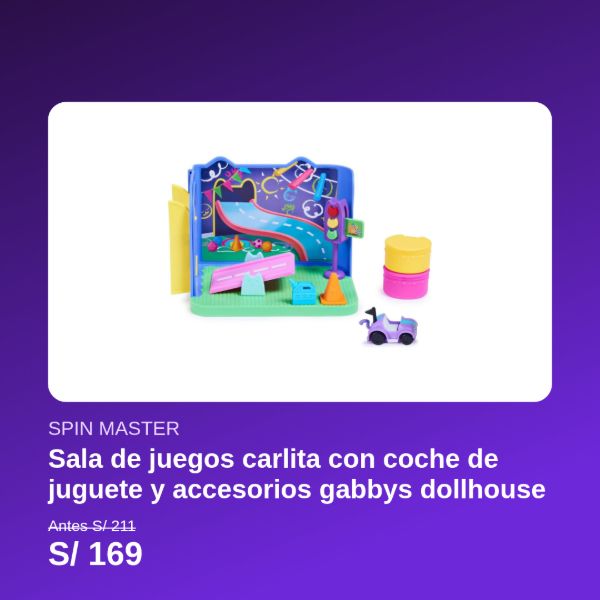 SPIN MASTER
Sala de juegos carlita con coche de
juguete y accesorios gabbys dollhouse
Antes S/ 211
S/ 169